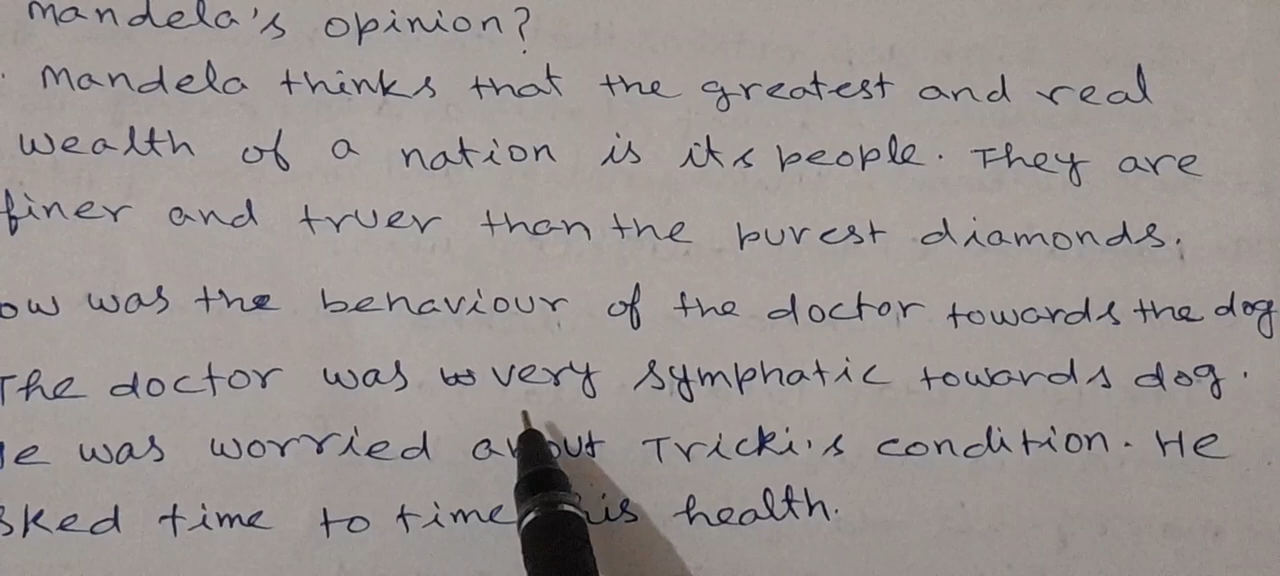 Mandela's opinion?
Mandela thinks that the greatest and real
wealth of a nation is its people. They are
finer and truer than the purest diamonds.
ow was the behaviour of the doctor towards the dog
The doctor was very symphatic towards dog.
He was worried about Tricki's condition. He
sked time to time his health.